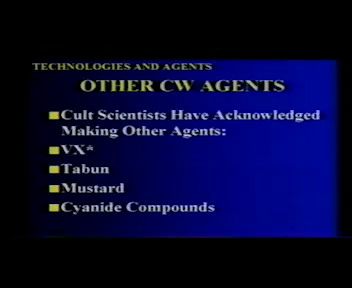 TECHNOLOGIES AND AGENTS
OTHER CW AGENTS
Cult Scientists Have Acknowledged
Making Other Agents:
VX*
Tabun
Mustard
Cyanide Compounds